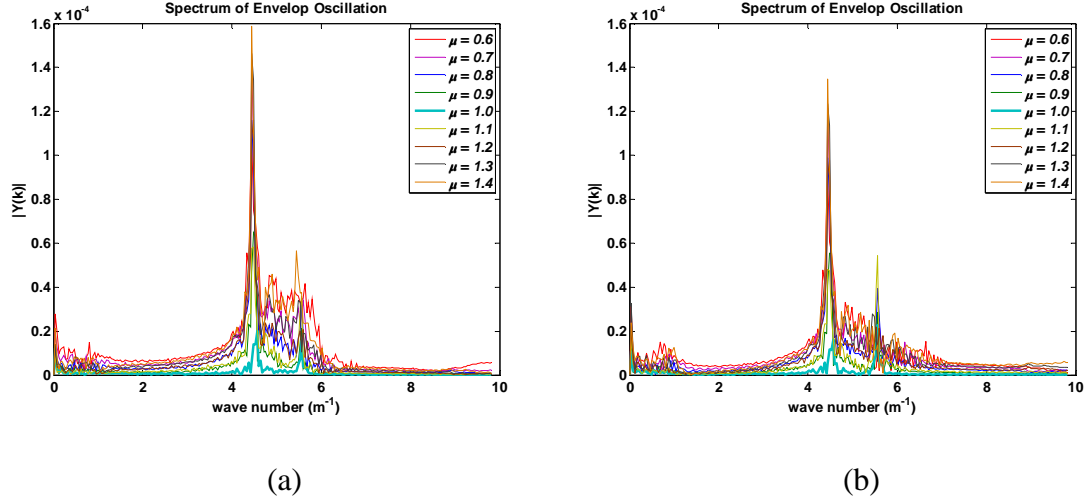 Spectrum of Envelop Oscillation
x 10-4
1.6
1.4
1.2
1
0.8
0.6
0.4
0.2
0
|Y(k)|
0 2 4 6 8 10
wave number (m-1)
μ = 0.6
μ = 0.7
μ = 0.8
μ = 0.9
μ = 1.0
μ = 1.1
μ = 1.2
μ = 1.3
μ = 1.4
(a)
Spectrum of Envelop Oscillation
x 10-4
1.6
1.4
1.2
1
0.8
0.6
0.4
0.2
0
|Y(k)|
0 2 4 6 8 10
wave number (m-1)
μ = 0.6
μ = 0.7
μ = 0.8
μ = 0.9
μ = 1.0
μ = 1.1
μ = 1.2
μ = 1.3
μ = 1.4
(b)